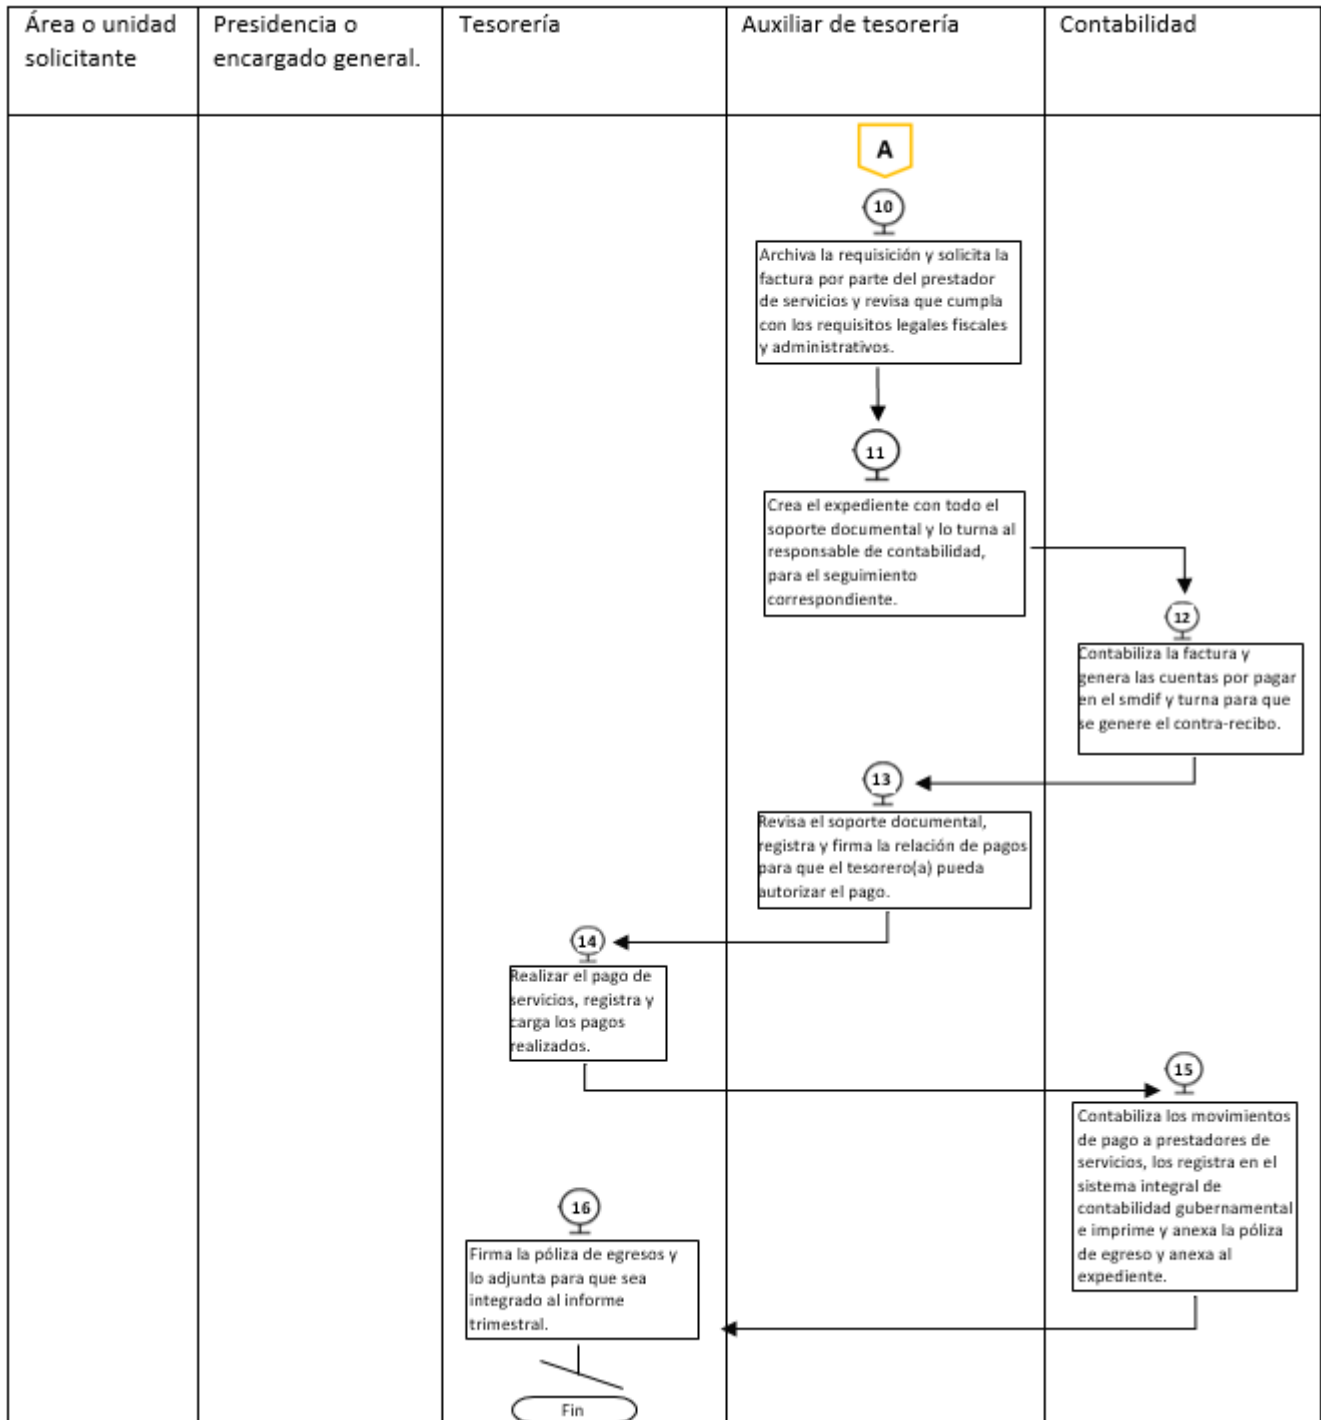 Área o unidad
solicitante
Presidencia o
encargado general.
Tesorería
Auxiliar de tesorería
Contabilidad
A
10
Archiva la requisición y solicita la
factura por parte del prestador
de servicios y revisa que cumpla
con los requisitos legales fiscales
y administrativos.
11
Crea el expediente con todo el
soporte documental y lo turna al
responsable de contabilidad,
para el seguimiento
correspondiente.
12
Contabiliza la factura y
genera las cuentas por pagar
en el smdif y turna para que
se genere el contra-recibo.
13
Revisa el soporte documental,
registra y firma la relación de pagos
para que el tesorero(a) pueda
autorizar el pago.
14
Realizar el pago de
servicios, registra y
carga los pagos
realizados.
15
Contabiliza los movimientos
de pago a prestadores de
servicios, los registra en el
sistema integral de
contabilidad gubernamental
e imprime y anexa la póliza
de egreso y anexa al
expediente.
16
Firma la póliza de egresos y
lo adjunta para que sea
integrado al informe
trimestral.
Fin